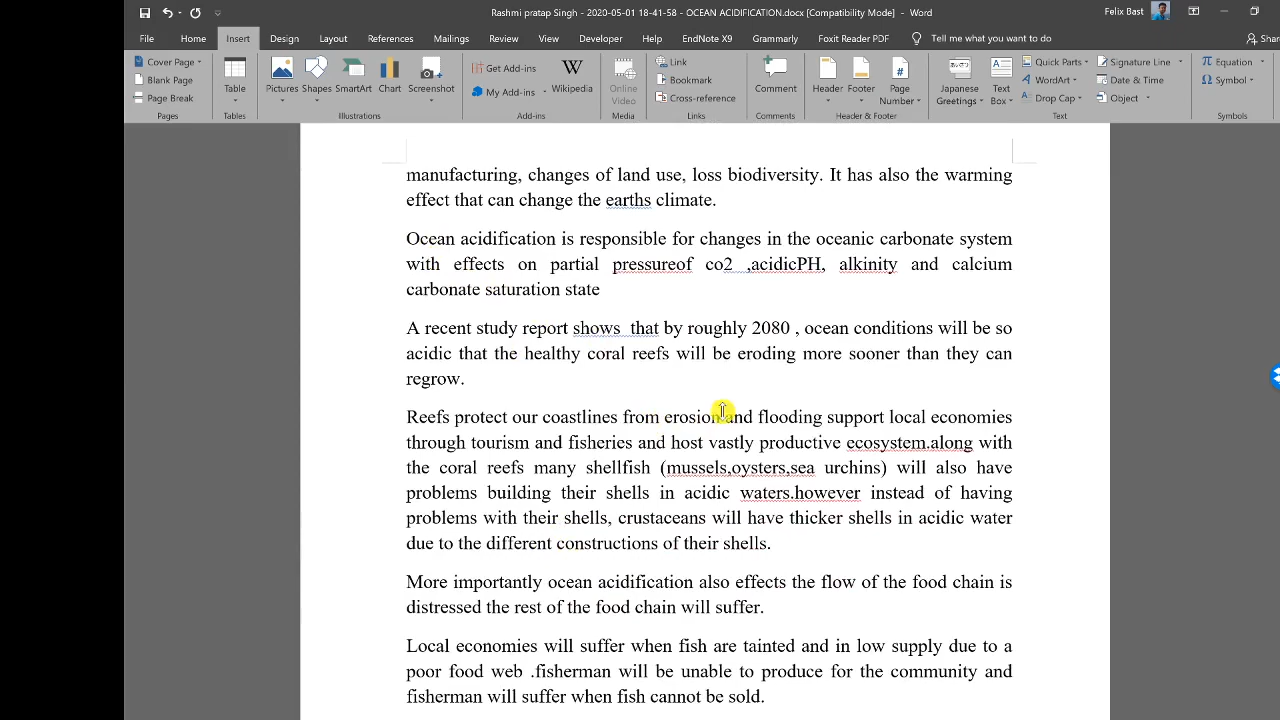 Rashmi pratap Singh - 2020-05-01 18-41-58 - OCEAN ACIDIFICATION.docx [Compatibility Mode] - Word
Felix Bast
File Home Insert Design Layout References Mailings Review View Developer Help EndNote X9 Grammarly Foxit Reader PDF Tell me what you want to do Shar
Cover Page
Blank Page
Page Break
Pages
Table
Tables
Pictures Shapes SmartArt Chart Screenshot
Illustrations
Get Add-ins
My Add-ins
Wikipedia
Add-ins
Online Video
Media
Link
Bookmark
Cross-reference
Links
Comment
Comments
Header Footer Page Number
Header & Footer
Japanese Greetings
Text Box
Quick Parts
WordArt
Drop Cap
Signature Line
Date & Time
Object
Text
Equation
Symbol
Symbols
manufacturing, changes of land use, loss biodiversity. It has also the warming
effect that can change the earths climate.
Ocean acidification is responsible for changes in the oceanic carbonate system
with effects on partial pressureof co2 ,acidicPH, alkinity and calcium
carbonate saturation state
A recent study report shows that by roughly 2080 , ocean conditions will be so
acidic that the healthy coral reefs will be eroding more sooner than they can
regrow.
Reefs protect our coastlines from erosion and flooding support local economies
through tourism and fisheries and host vastly productive ecosystem.along with
the coral reefs many shellfish (mussels,oysters,sea urchins) will also have
problems building their shells in acidic waters.however instead of having
problems with their shells, crustaceans will have thicker shells in acidic water
due to the different constructions of their shells.
More importantly ocean acidification also effects the flow of the food chain is
distressed the rest of the food chain will suffer.
Local economies will suffer when fish are tainted and in low supply due to a
poor food web .fisherman will be unable to produce for the community and
fisherman will suffer when fish cannot be sold.